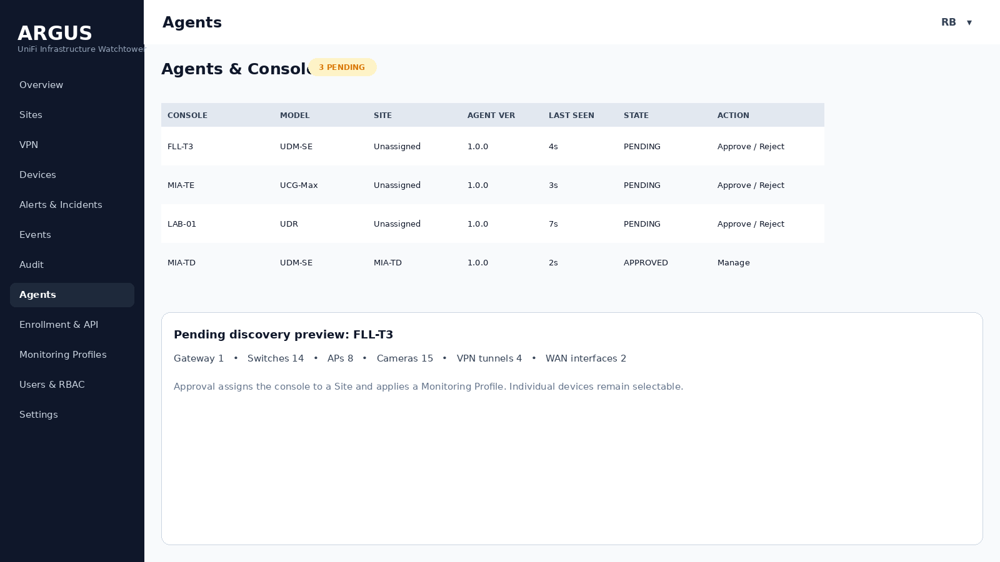 ARGUS
UniFi Infrastructure Watchtower
Overview
Sites
VPN
Devices
Alerts & Incidents
Events
Audit
Agents
Enrollment & API
Monitoring Profiles
Users & RBAC
Settings
Agents
RB ▾
Agents & Console
3 PENDING
CONSOLE MODEL SITE AGENT VER LAST SEEN STATE ACTION
FLL-T3 UDM-SE Unassigned 1.0.0 4s PENDING Approve / Reject
MIA-TE UCG-Max Unassigned 1.0.0 3s PENDING Approve / Reject
LAB-01 UDR Unassigned 1.0.0 7s PENDING Approve / Reject
MIA-TD UDM-SE MIA-TD 1.0.0 2s APPROVED Manage
Pending discovery preview: FLL-T3
Gateway 1 • Switches 14 • APs 8 • Cameras 15 • VPN tunnels 4 • WAN interfaces 2
Approval assigns the console to a Site and applies a Monitoring Profile. Individual devices remain selectable.